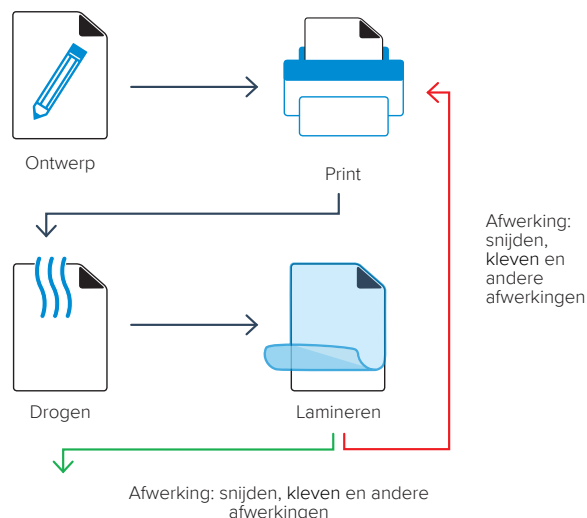 Ontwerp
Print
Afwerking:
snijden,
kleven en
andere
afwerkingen
Drogen
Lamineren
Afwerking: snijden, kleven en andere
afwerkingen